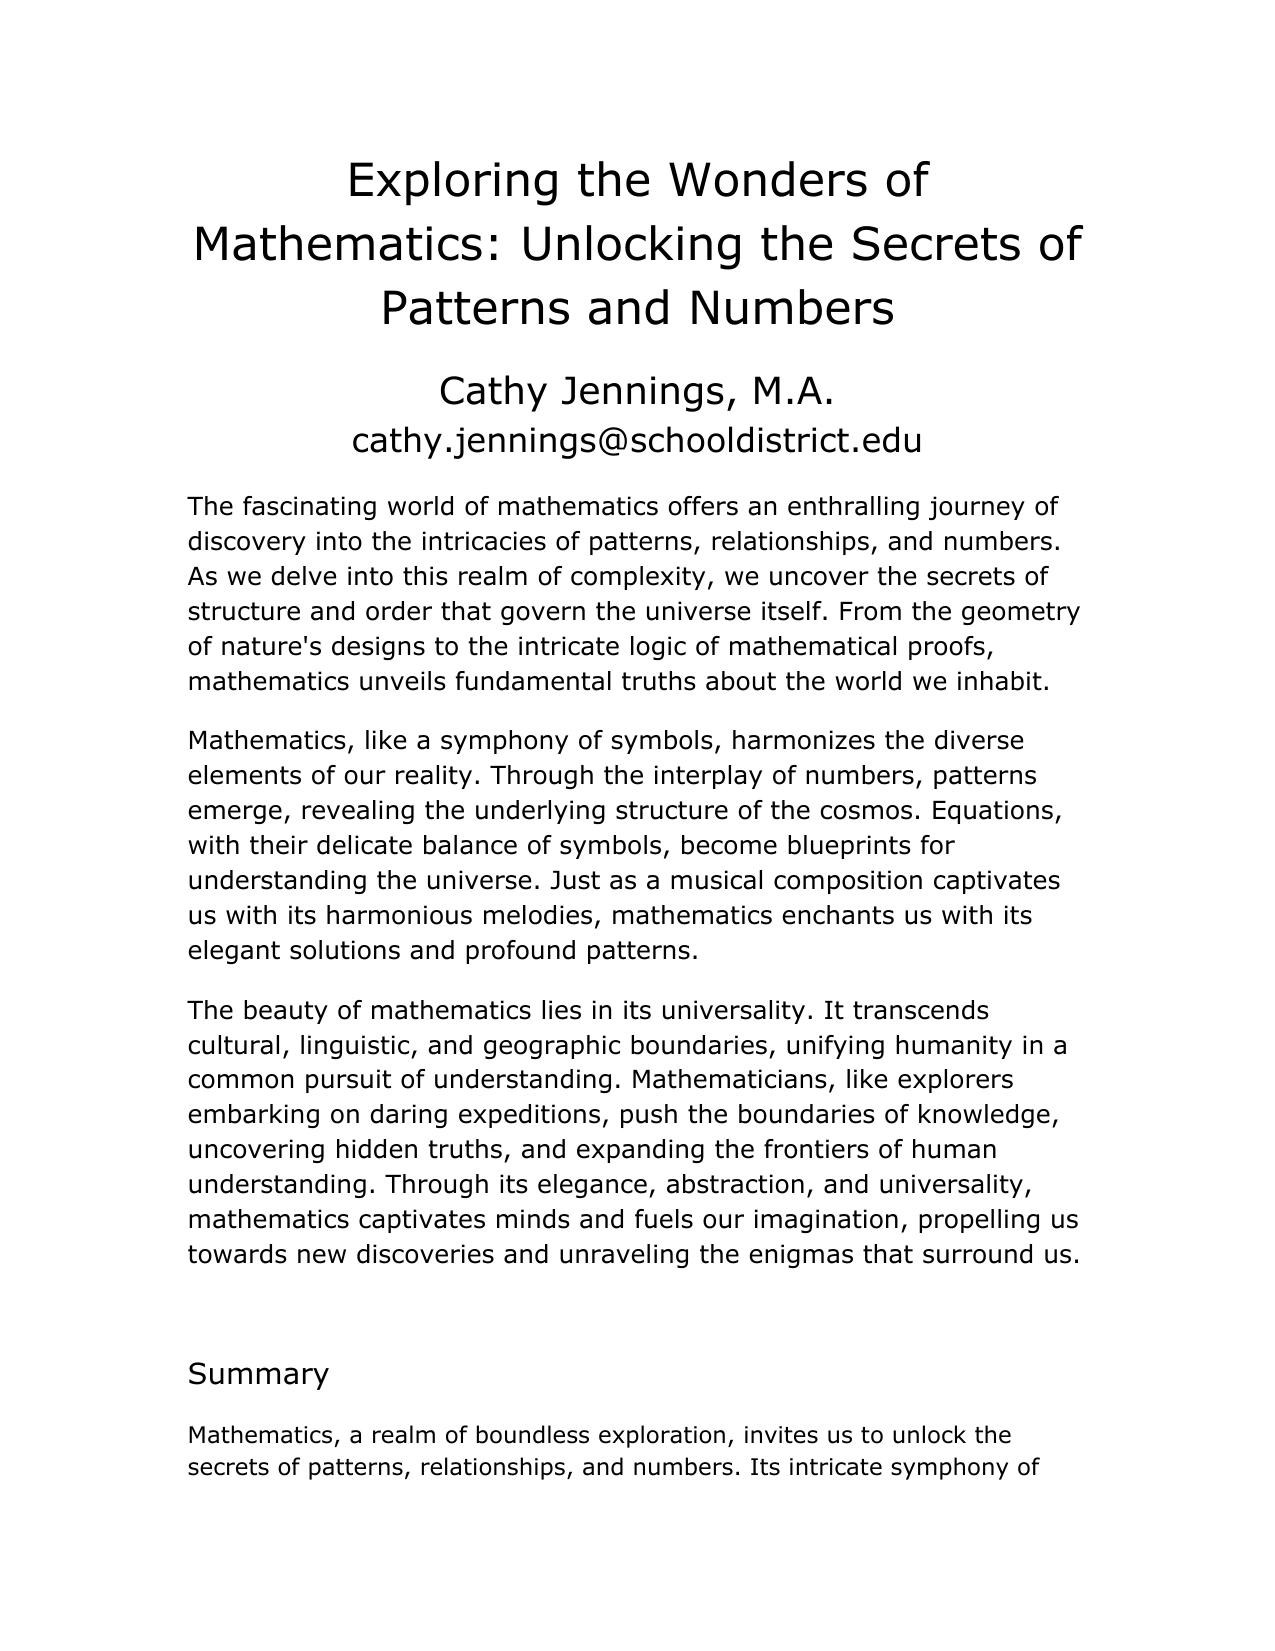 Exploring the Wonders of
Mathematics: Unlocking the Secrets of
Patterns and Numbers
Cathy Jennings, M.A.
cathy.jennings@schooldistrict.edu
The fascinating world of mathematics offers an enthralling journey of
discovery into the intricacies of patterns, relationships, and numbers.
As we delve into this realm of complexity, we uncover the secrets of
structure and order that govern the universe itself. From the geometry
of nature's designs to the intricate logic of mathematical proofs,
mathematics unveils fundamental truths about the world we inhabit.
Mathematics, like a symphony of symbols, harmonizes the diverse
elements of our reality. Through the interplay of numbers, patterns
emerge, revealing the underlying structure of the cosmos. Equations,
with their delicate balance of symbols, become blueprints for
understanding the universe. Just as a musical composition captivates
us with its harmonious melodies, mathematics enchants us with its
elegant solutions and profound patterns.
The beauty of mathematics lies in its universality. It transcends
cultural, linguistic, and geographic boundaries, unifying humanity in a
common pursuit of understanding. Mathematicians, like explorers
embarking on daring expeditions, push the boundaries of knowledge,
uncovering hidden truths, and expanding the frontiers of human
understanding. Through its elegance, abstraction, and universality,
mathematics captivates minds and fuels our imagination, propelling us
towards new discoveries and unraveling the enigmas that surround us.
Summary
Mathematics, a realm of boundless exploration, invites us to unlock the
secrets of patterns, relationships, and numbers. Its intricate symphony of